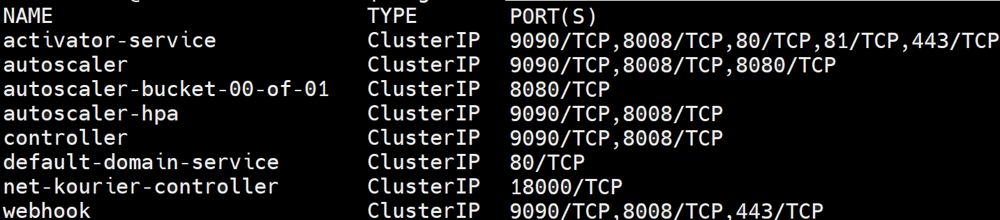 NAME TYPE PORT(S)
activator-service ClusterIP 9090/TCP,8008/TCP,80/TCP,81/TCP,443/TCP
autoscaler ClusterIP 9090/TCP,8008/TCP,8080/TCP
autoscaler-bucket-00-of-01 ClusterIP 8080/TCP
autoscaler-hpa ClusterIP 9090/TCP,8008/TCP
controller ClusterIP 9090/TCP,8008/TCP
default-domain-service ClusterIP 80/TCP
net-kourier-controller ClusterIP 18000/TCP
webhook ClusterIP 9090/TCP,8008/TCP,443/TCP